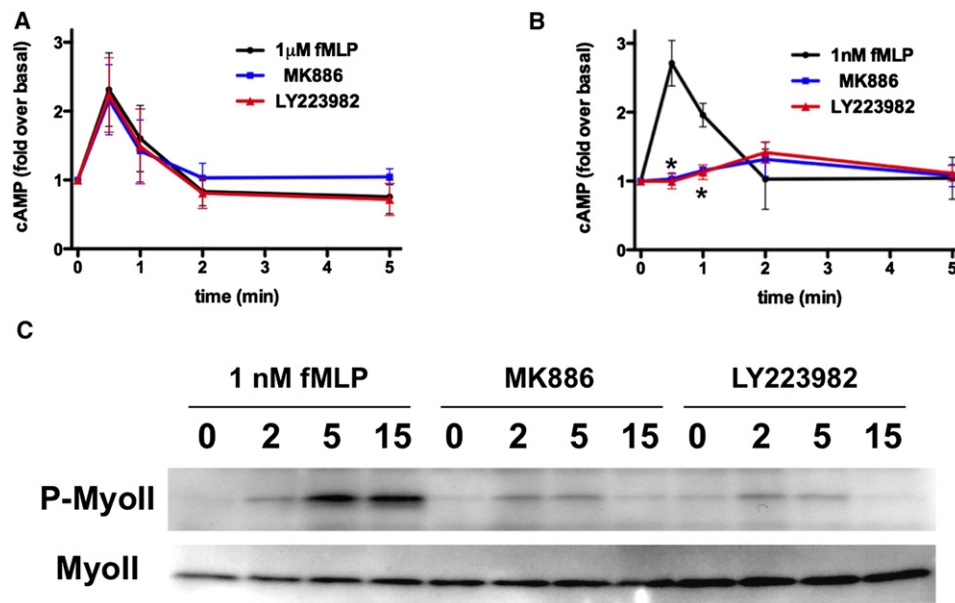 A
3
2
1
0
cAMP (fold over basal)
1μM fMLP
MK886
LY223982
0 1 2 3 4 5
time (min)
B
3
2
1
0
cAMP (fold over basal)
1nM fMLP
MK886
LY223982
*
*
0 1 2 3 4 5
time (min)
C
1 nM fMLP MK886 LY223982
0 2 5 15 0 2 5 15 0 2 5 15
P-MyoII
MyoII